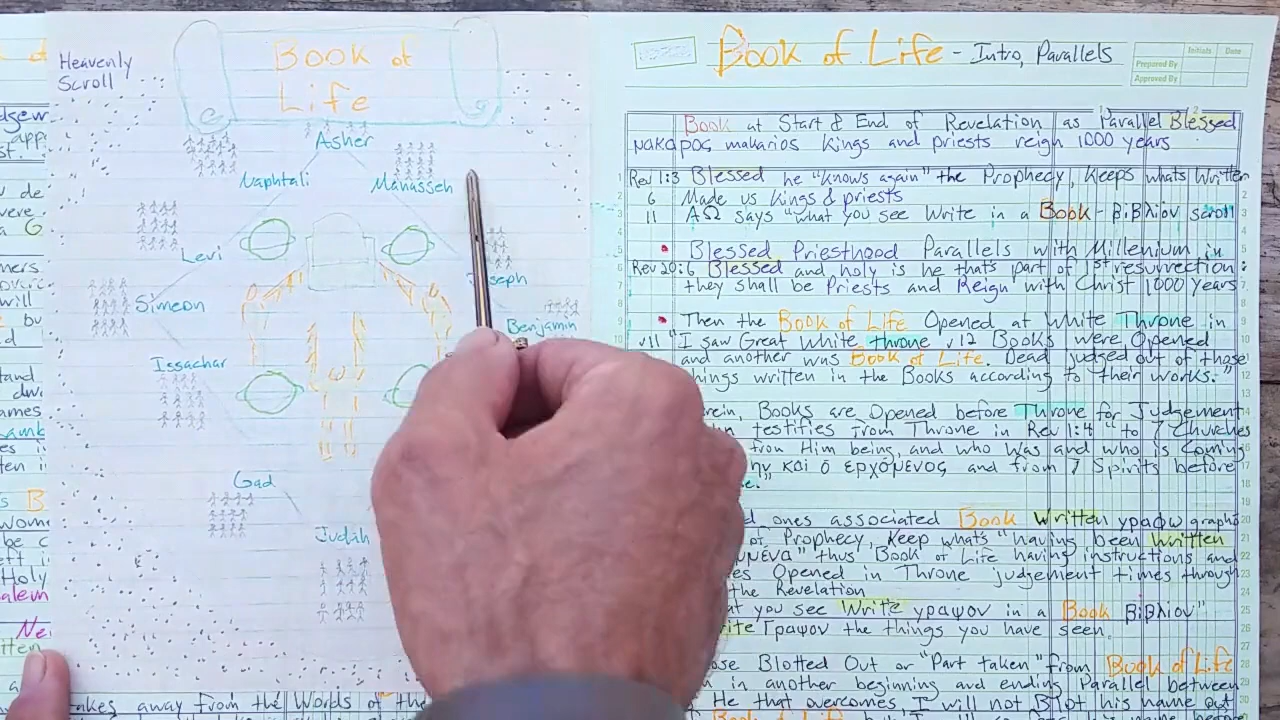 Heavenly
Scroll
Book of
Life
Asher
Naphtali
Manasseh
Levi
Simeon
Benjamin
Issachar
Gad
Judah
takes away from the Words of the
Book of Life - Intro, Parallels
Initials Date
Prepared By
Approved By
Book at Start & End of Revelation as Parallel Blessed
μακαρος makarios Kings and priests reign 1000 years
Rev 1:3 Blessed he "knows again" the Prophecy, Keeps whats Written
6 Made us Kings & priests
11 ΑΩ says "what you see Write in a Book - βιβλίον scroll
Blessed Priesthood Parallels with Millenium in
Rev 20:6 Blessed and holy is he thats part of 1st resurrection:
they shall be Priests and Reign with Christ 1000 Years
Then the Book of Life Opened at White Throne in
v11 "I saw Great White throne v12 Books were Opened
and another was Book of Life. Dead judged out of those
things written in the Books according to their works."
Books are Opened before Throne for Judgement
testifies from Throne in Rev 1:4 "to 7 Churches
from Him being, and who was and who is Coming
ην και ὁ ερχόμενος and from 7 Spirits before
ones associated Book Written γραφω grapho
of Prophecy, Keep what's "having been Written
thus Book of Life having instructions and
Opened in Throne judgement times through
the Revelation
you see Write γραψον in a Book βιβλίον"
Γραψον the things you have seen.
Blotted Out or "Part taken" from Book of Life
in another beginning and ending Parallel between
He that overcomes, I will not Blot his name out